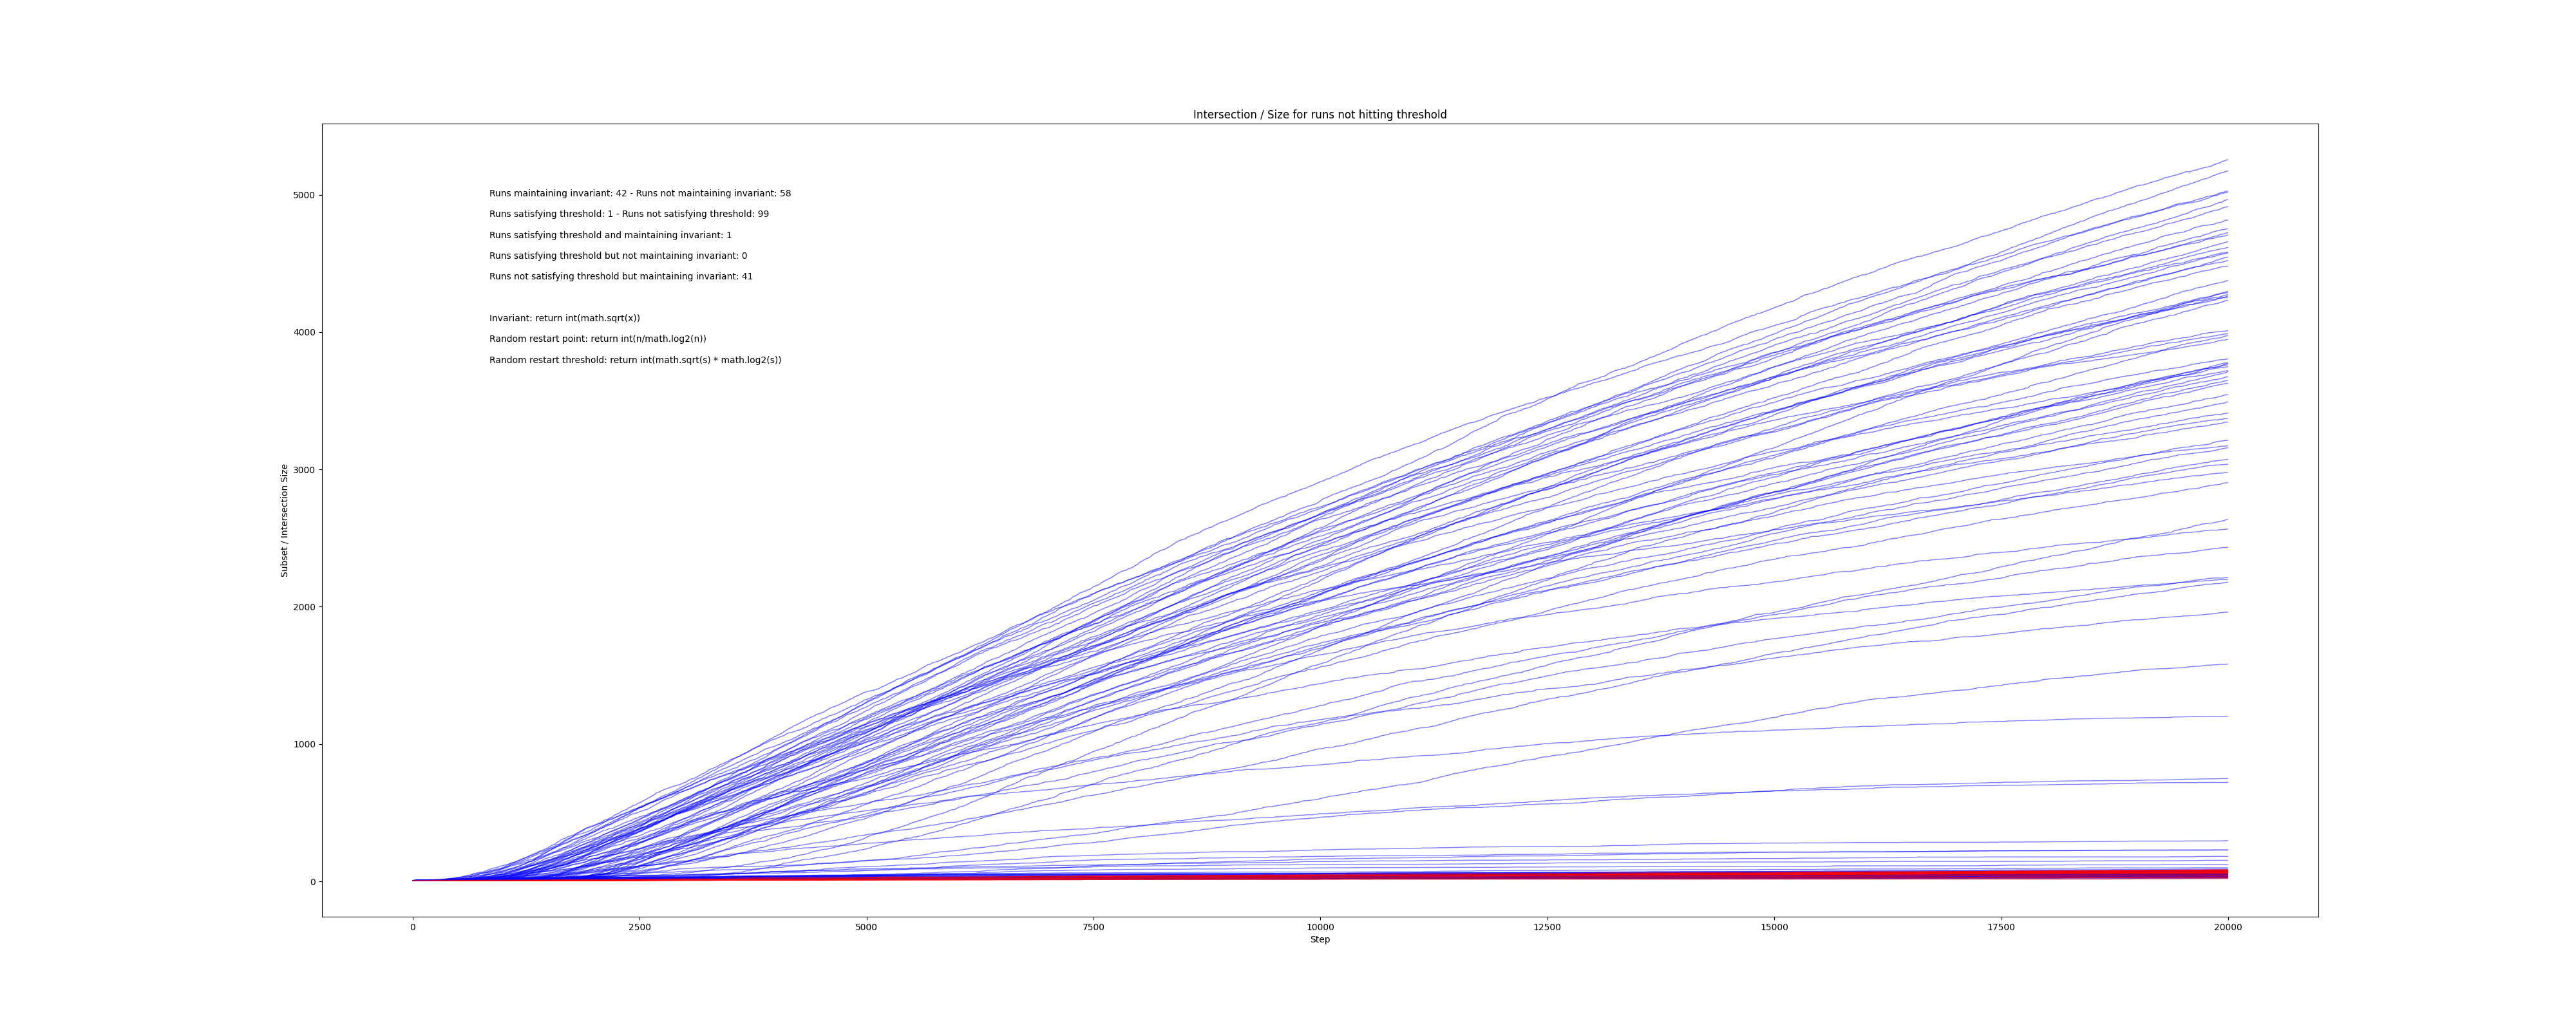 Intersection / Size for runs not hitting threshold
5000
4000
3000
2000
1000
0
Subset / Intersection Size
Runs maintaining invariant: 42 - Runs not maintaining invariant: 58
Runs satisfying threshold: 1 - Runs not satisfying threshold: 99
Runs satisfying threshold and maintaining invariant: 1
Runs satisfying threshold but not maintaining invariant: 0
Runs not satisfying threshold but maintaining invariant: 41
Invariant: return int(math.sqrt(x))
Random restart point: return int(n/math.log2(n))
Random restart threshold: return int(math.sqrt(s) * math.log2(s))
0 2500 5000 7500 10000 12500 15000 17500 20000
Step